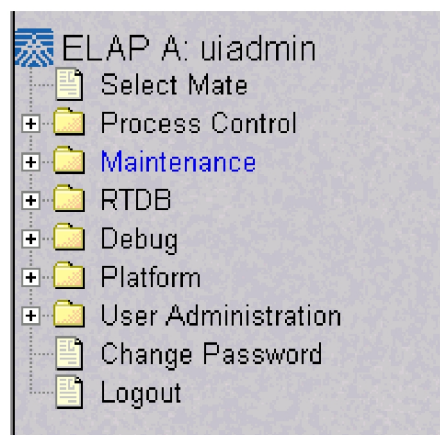 ELAP A: uiadmin
Select Mate
Process Control
Maintenance
RTDB
Debug
Platform
User Administration
Change Password
Logout